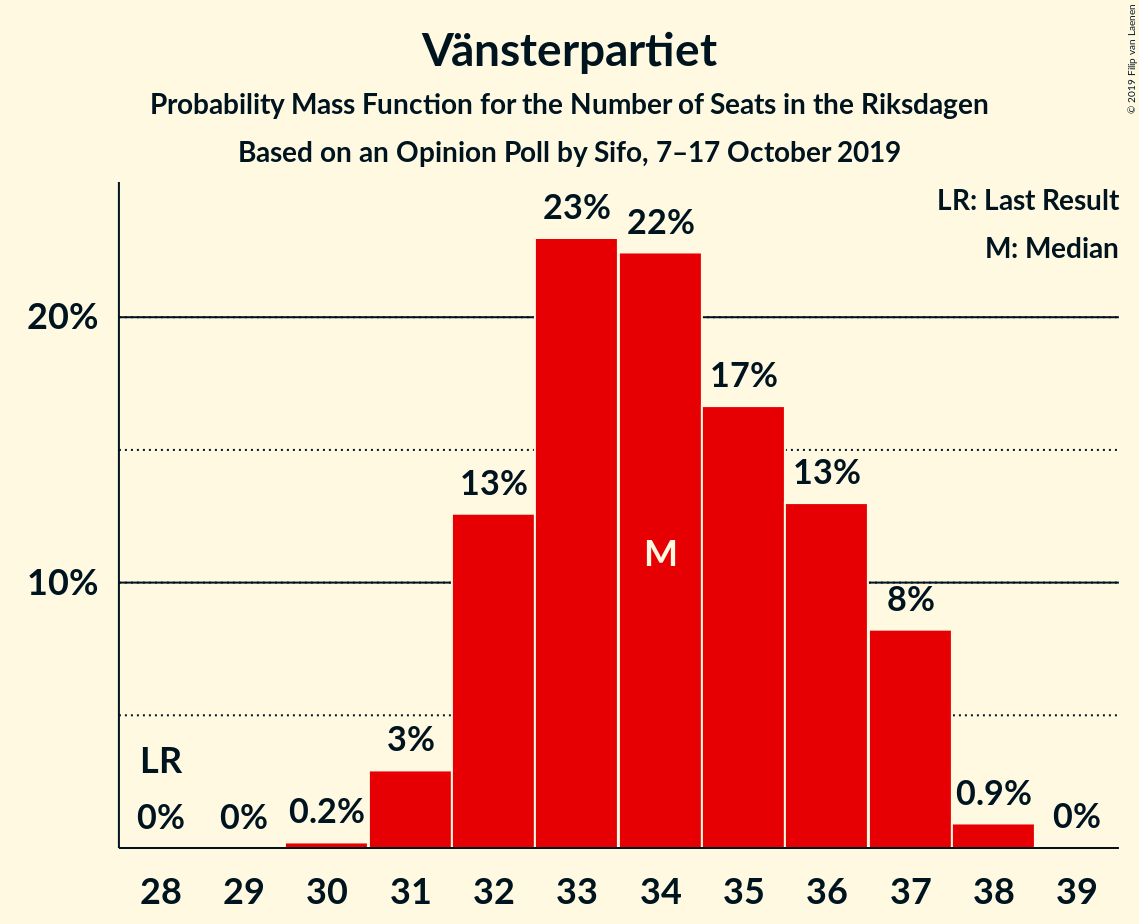 Vänsterpartiet
Probability Mass Function for the Number of Seats in the Riksdagen
Based on an Opinion Poll by Sifo, 7–17 October 2019
© 2019 Filip van Laenen
LR: Last Result
M: Median
23%
22%
20%
17%
13%
13%
M
10%
8%
3%
LR
0%
0%
0.2%
0.9%
0%
28 29 30 31 32 33 34 35 36 37 38 39